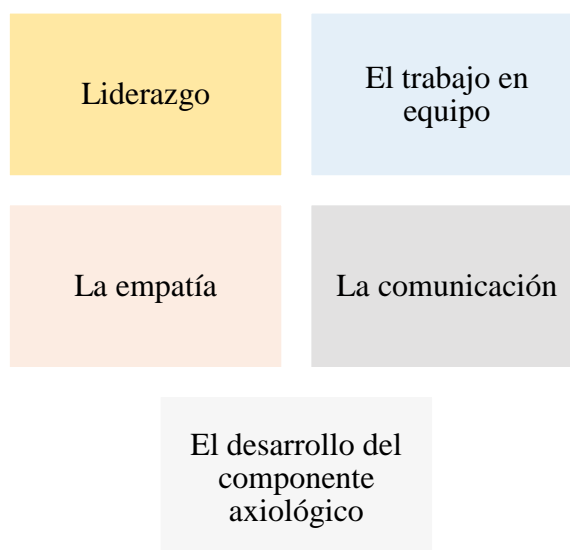 Liderazgo
El trabajo en
equipo
La empatía
La comunicación
El desarrollo del
componente
axiológico